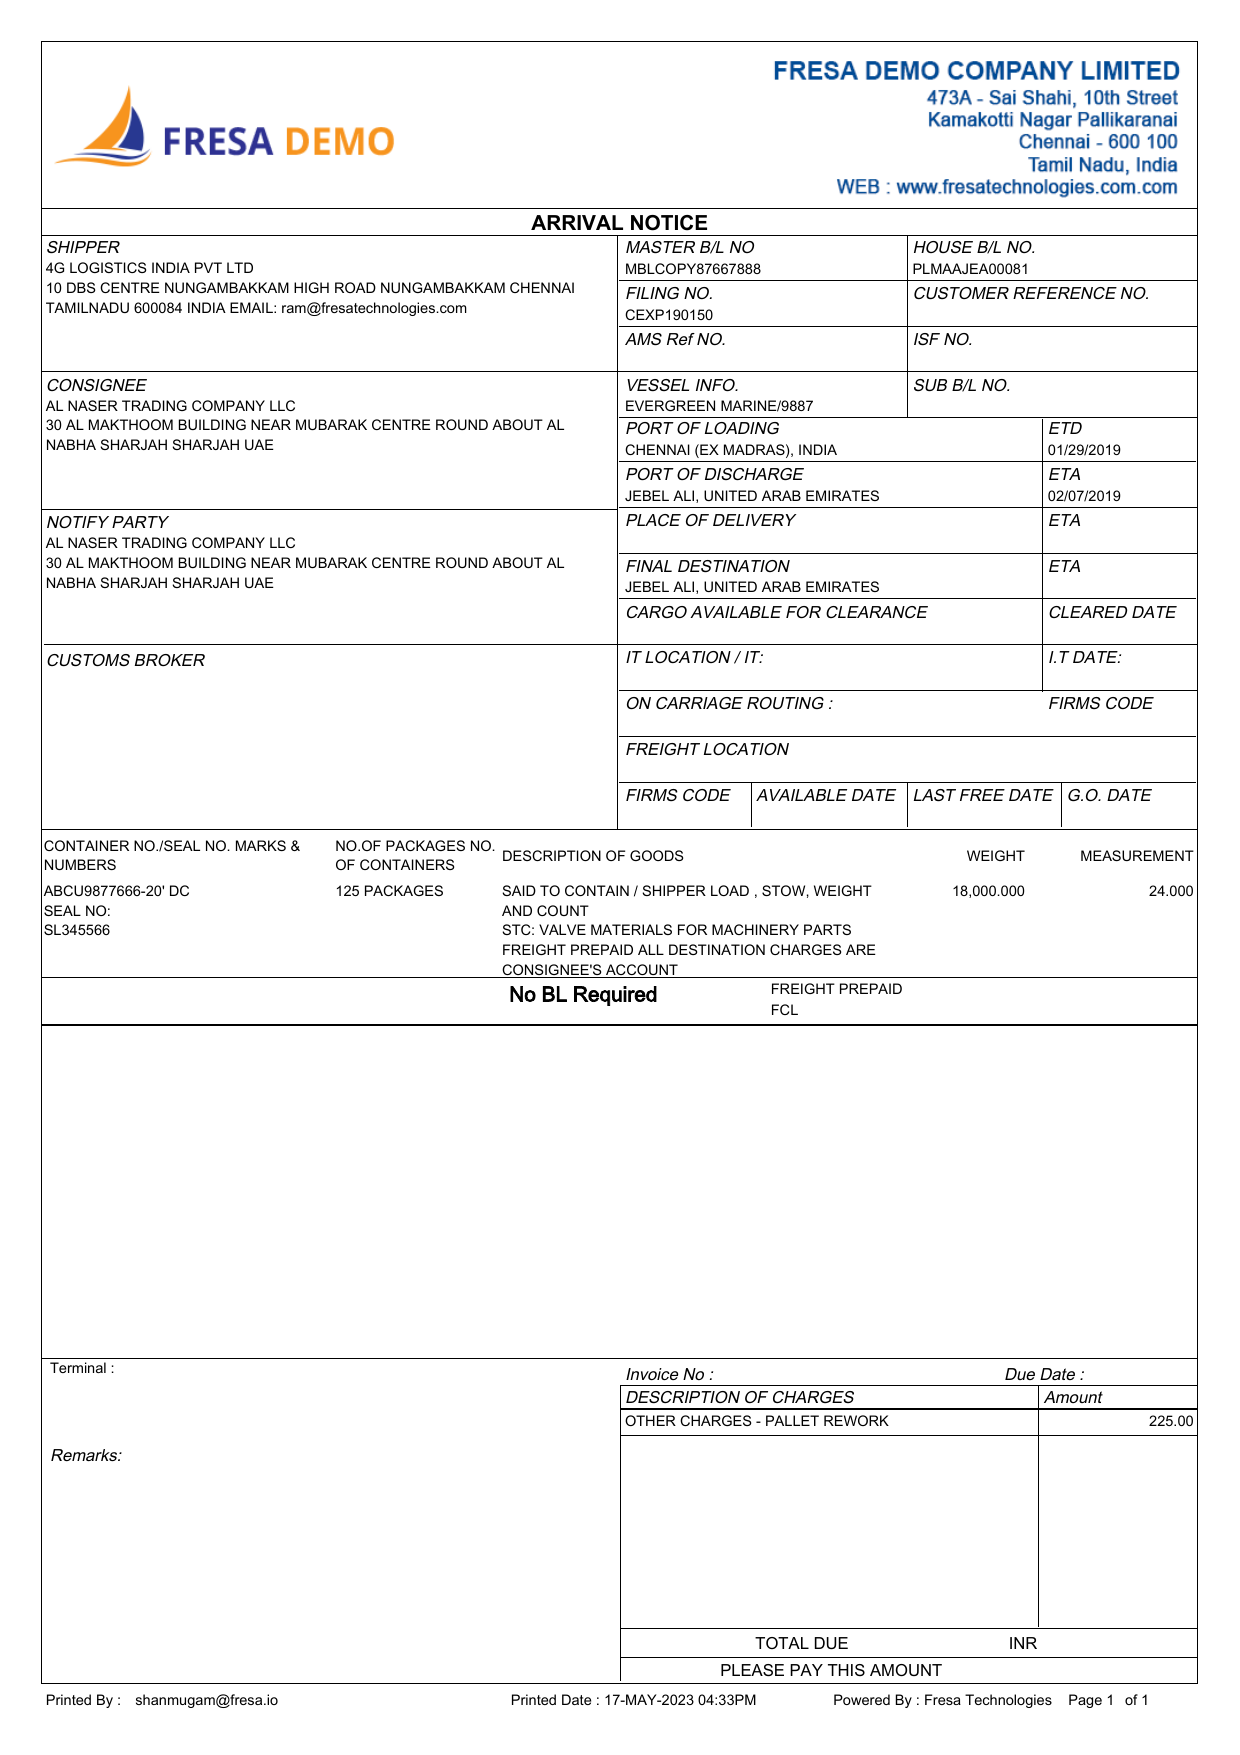 FRESA DEMO
FRESA DEMO COMPANY LIMITED
473A - Sai Shahi, 10th Street
Kamakotti Nagar Pallikaranai
Chennai - 600 100
Tamil Nadu, India
WEB : www.fresatechnologies.com.com
ARRIVAL NOTICE
SHIPPER
4G LOGISTICS INDIA PVT LTD
10 DBS CENTRE NUNGAMBAKKAM HIGH ROAD NUNGAMBAKKAM CHENNAI
TAMILNADU 600084 INDIA EMAIL: ram@fresatechnologies.com
MASTER B/L NO
MBLCOPY87667888
HOUSE B/L NO.
PLMAAJEA00081
FILING NO.
CEXP190150
CUSTOMER REFERENCE NO.
AMS Ref NO.
ISF NO.
CONSIGNEE
AL NASER TRADING COMPANY LLC
30 AL MAKTHOOM BUILDING NEAR MUBARAK CENTRE ROUND ABOUT AL
NABHA SHARJAH SHARJAH UAE
VESSEL INFO.
EVERGREEN MARINE/9887
SUB B/L NO.
PORT OF LOADING
CHENNAI (EX MADRAS), INDIA
ETD
01/29/2019
PORT OF DISCHARGE
JEBEL ALI, UNITED ARAB EMIRATES
ETA
02/07/2019
NOTIFY PARTY
AL NASER TRADING COMPANY LLC
30 AL MAKTHOOM BUILDING NEAR MUBARAK CENTRE ROUND ABOUT AL
NABHA SHARJAH SHARJAH UAE
PLACE OF DELIVERY
ETA
FINAL DESTINATION
JEBEL ALI, UNITED ARAB EMIRATES
ETA
CARGO AVAILABLE FOR CLEARANCE
CLEARED DATE
CUSTOMS BROKER
IT LOCATION / IT:
I.T DATE:
ON CARRIAGE ROUTING :
FIRMS CODE
FREIGHT LOCATION
FIRMS CODE
AVAILABLE DATE
LAST FREE DATE
G.O. DATE
CONTAINER NO./SEAL NO. MARKS &
NUMBERS
NO.OF PACKAGES NO.
OF CONTAINERS
DESCRIPTION OF GOODS
WEIGHT
MEASUREMENT
ABCU9877666-20' DC
SEAL NO:
SL345566
125 PACKAGES
SAID TO CONTAIN / SHIPPER LOAD , STOW, WEIGHT
AND COUNT
STC: VALVE MATERIALS FOR MACHINERY PARTS
FREIGHT PREPAID ALL DESTINATION CHARGES ARE
CONSIGNEE'S ACCOUNT
18,000.000
24.000
No BL Required
FREIGHT PREPAID
FCL
Terminal :
Remarks:
Invoice No :
Due Date :
DESCRIPTION OF CHARGES
Amount
OTHER CHARGES - PALLET REWORK
225.00
TOTAL DUE
INR
PLEASE PAY THIS AMOUNT
Printed By : shanmugam@fresa.io
Printed Date : 17-MAY-2023 04:33PM
Powered By : Fresa Technologies
Page 1 of 1